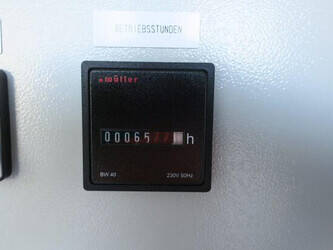 BETRIEBSSTUNDEN
müller
00065 h
BW 40 230V 50Hz